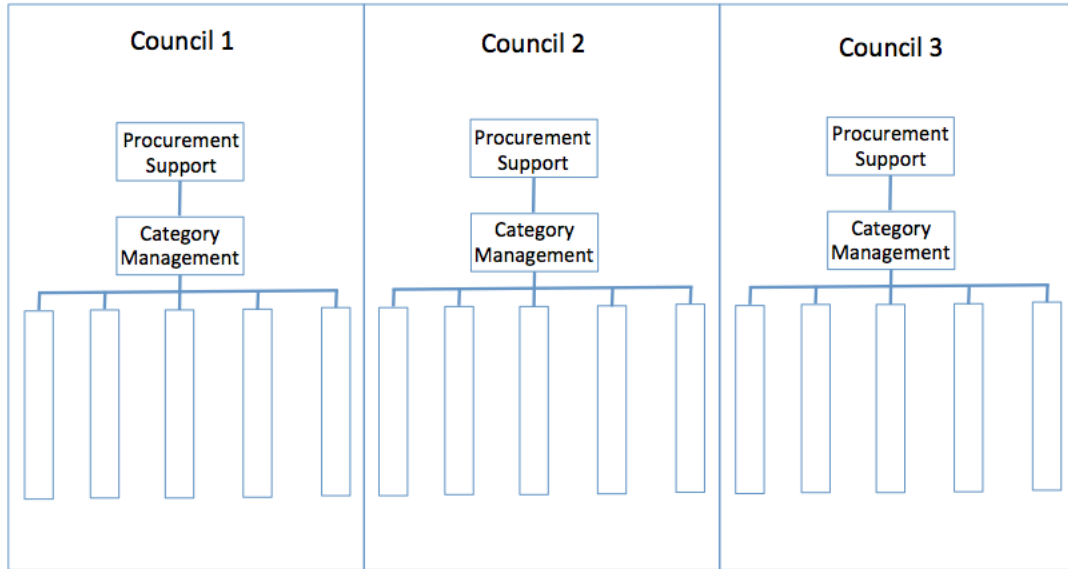 Council 1
Council 2
Council 3
Procurement
Support
Procurement
Support
Procurement
Support
Category
Management
Category
Management
Category
Management